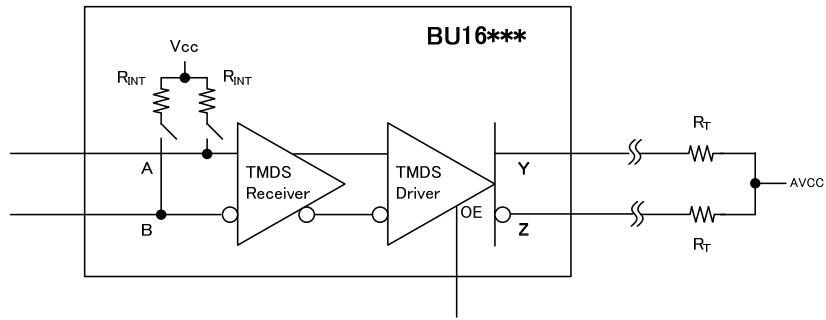 BU16***
Vcc
RINT
RINT
RT
A
TMDS
Receiver
TMDS
Driver
Y
AVCC
B
OE
Z
RT